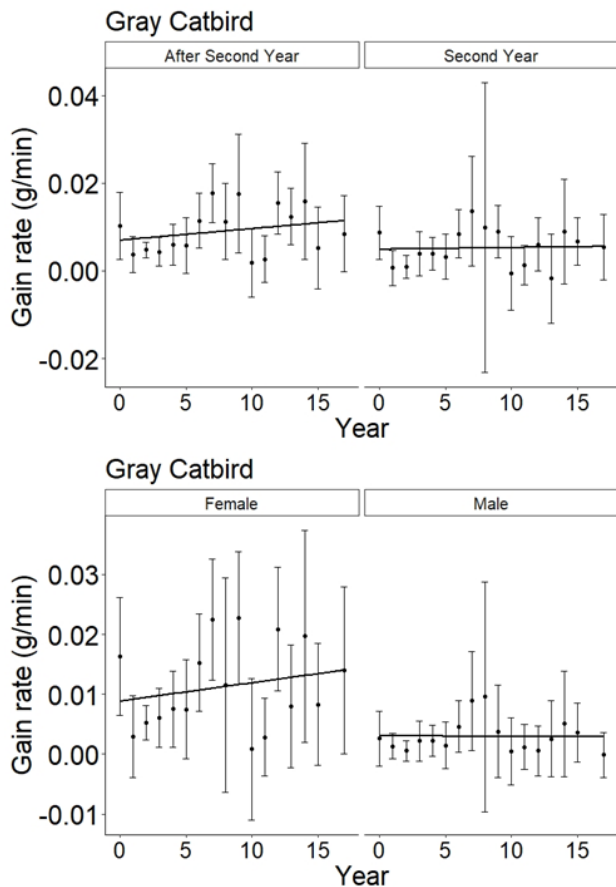 Gray Catbird
After Second Year Second Year
Gain rate (g/min)
0.04
0.02
0.00
-0.02
0 5 10 15 0 5 10 15
Year
Gray Catbird
Female Male
Gain rate (g/min)
0.03
0.02
0.01
0.00
-0.01
0 5 10 15 0 5 10 15
Year